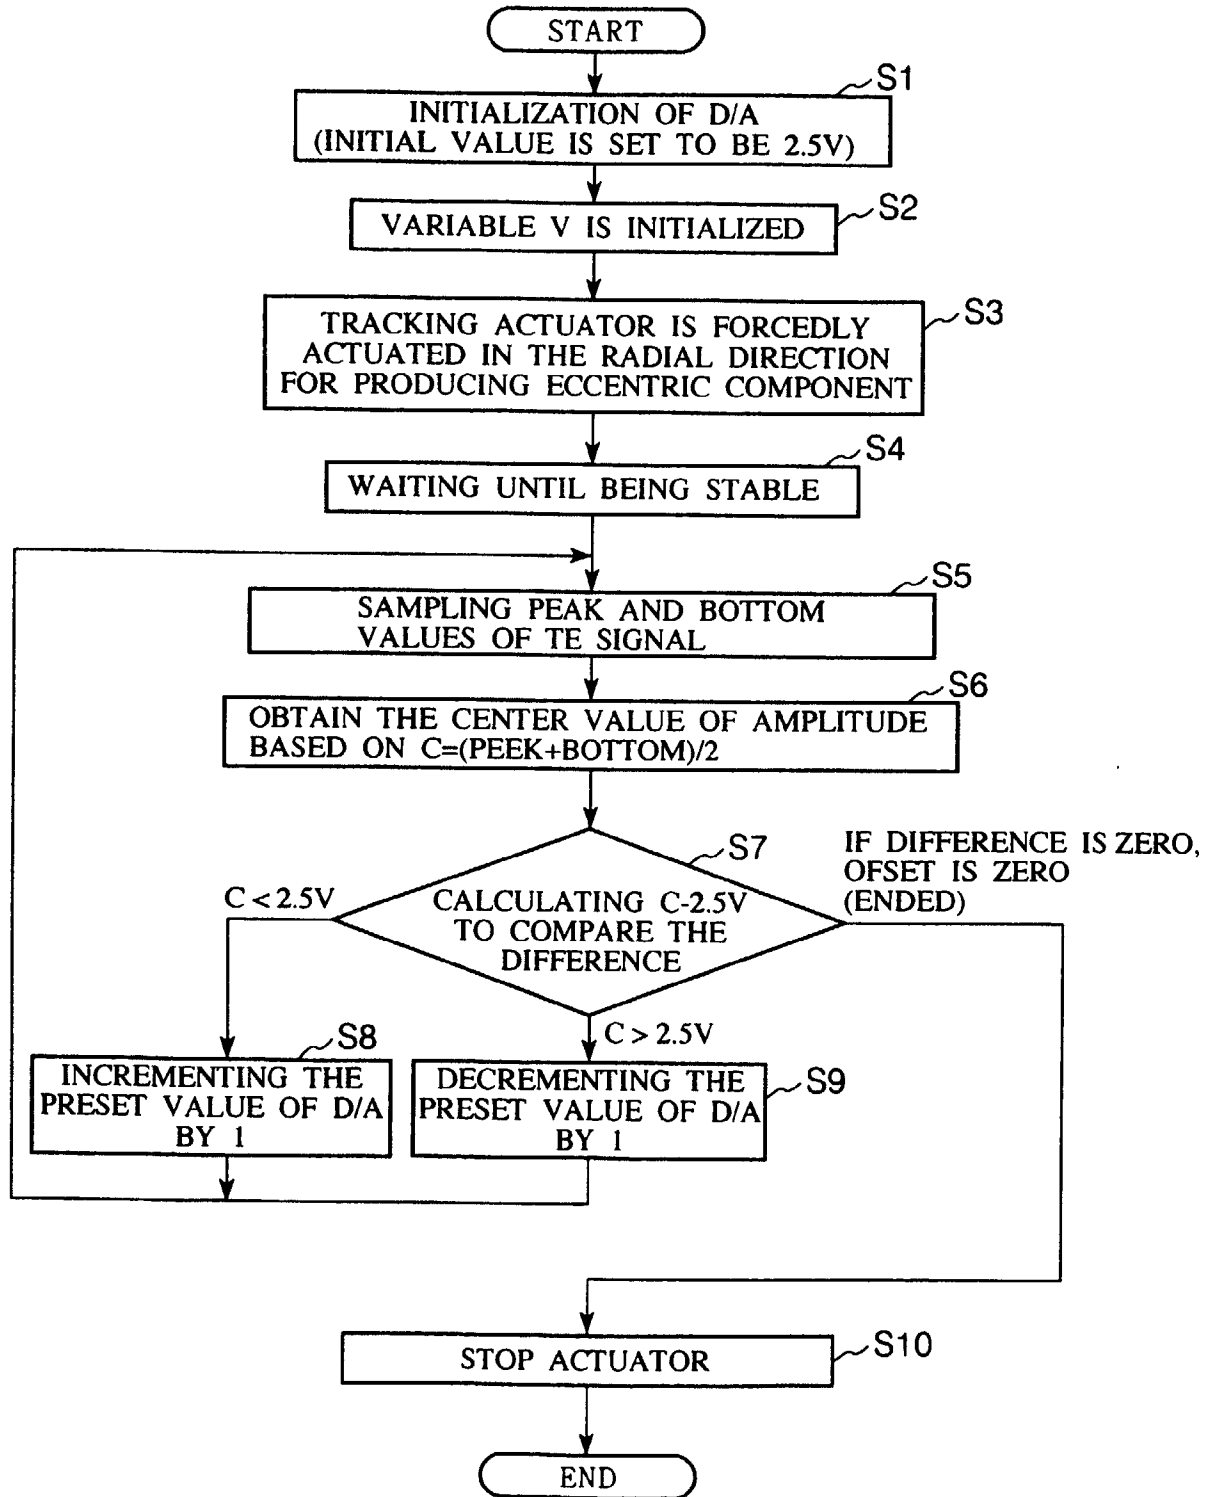 START
S1
INITIALIZATION OF D/A
(INITIAL VALUE IS SET TO BE 2.5V)
S2
VARIABLE V IS INITIALIZED
S3
TRACKING ACTUATOR IS FORCEDLY
ACTUATED IN THE RADIAL DIRECTION
FOR PRODUCING ECCENTRIC COMPONENT
S4
WAITING UNTIL BEING STABLE
S5
SAMPLING PEAK AND BOTTOM
VALUES OF TE SIGNAL
S6
OBTAIN THE CENTER VALUE OF AMPLITUDE
BASED ON C=(PEEK+BOTTOM)/2
S7
CALCULATING C-2.5V
TO COMPARE THE
DIFFERENCE
IF DIFFERENCE IS ZERO,
OFSET IS ZERO
(ENDED)
C < 2.5V
C > 2.5V
S8
INCREMENTING THE
PRESET VALUE OF D/A
BY 1
S9
DECREMENTING THE
PRESET VALUE OF D/A
BY 1
S10
STOP ACTUATOR
END